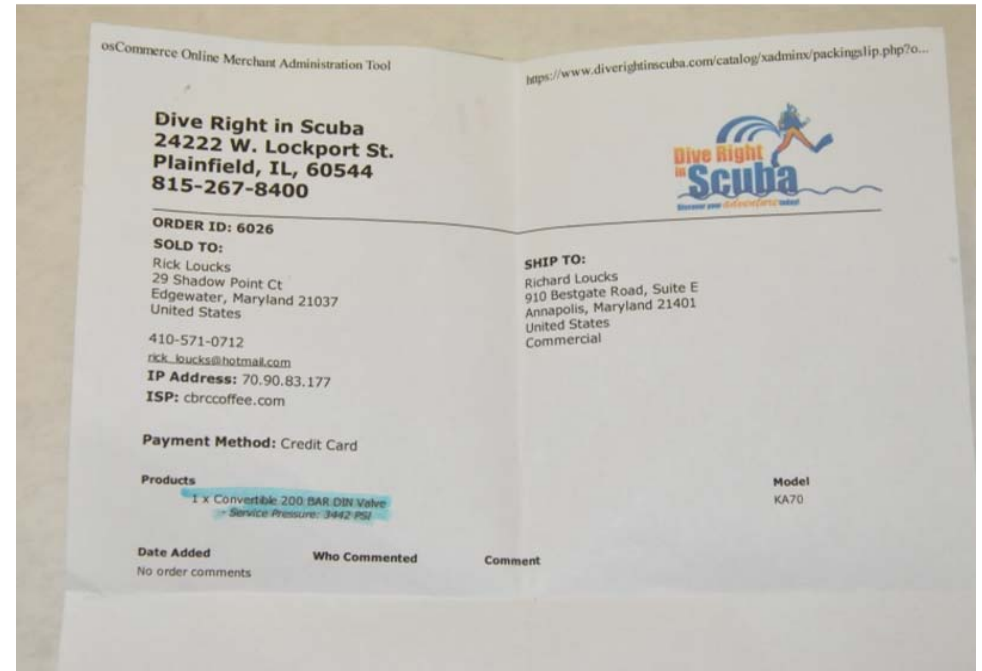 osCommerce Online Merchant Administration Tool
https://www.diverightinscuba.com/catalog/xadminx/packingslip.php?o...
Dive Right in Scuba
24222 W. Lockport St.
Plainfield, IL, 60544
815-267-8400
Dive Right
in Scuba
Discover your Adventure today!
ORDER ID: 6026
SOLD TO:
Rick Loucks
29 Shadow Point Ct
Edgewater, Maryland 21037
United States
410-571-0712
rick_loucks@hotmail.com
IP Address: 70.90.83.177
ISP: cbrccoffee.com
SHIP TO:
Richard Loucks
910 Bestgate Road, Suite E
Annapolis, Maryland 21401
United States
Commercial
Payment Method: Credit Card
Products Model
1 x Convertible 200 BAR DIN Valve KA70
- Service Pressure: 3442 PSI
Date Added Who Commented Comment
No order comments